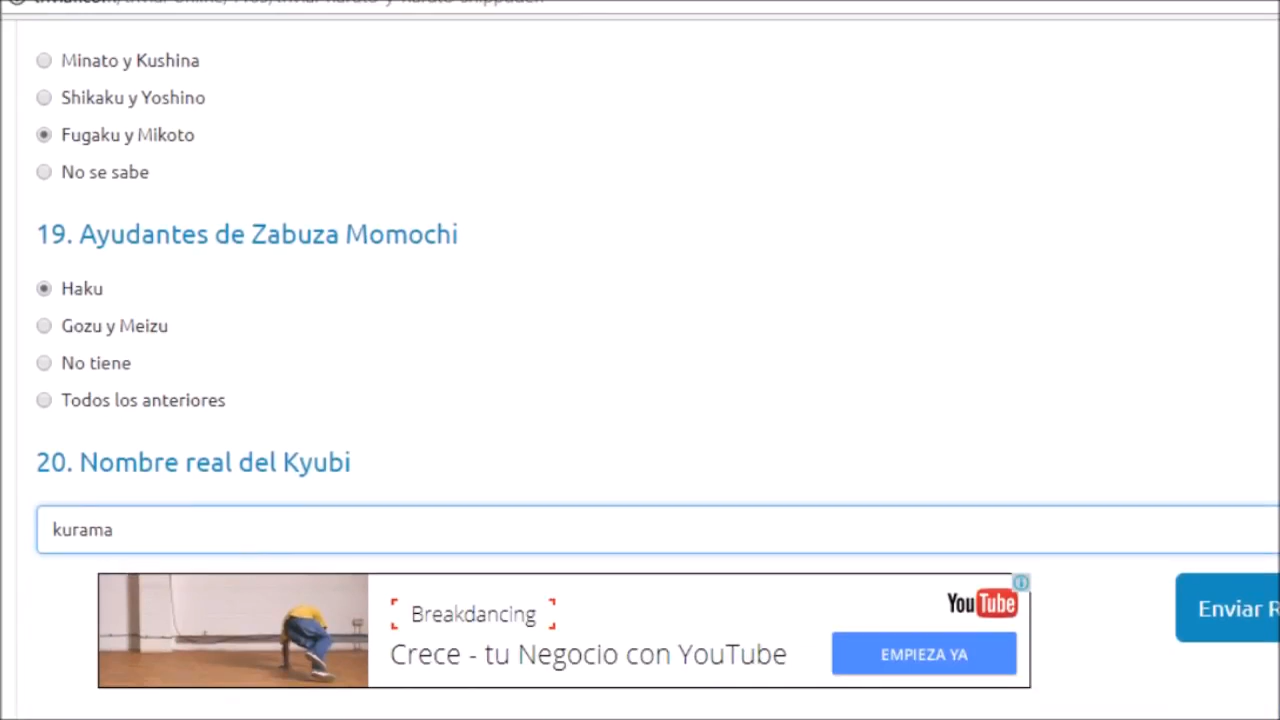 Minato y Kushina
Shikaku y Yoshino
Fugaku y Mikoto
No se sabe
19. Ayudantes de Zabuza Momochi
Haku
Gozu y Meizu
No tiene
Todos los anteriores
20. Nombre real del Kyubi
kurama
Breakdancing
Crece - tu Negocio con YouTube
YouTube
EMPIEZA YA
Enviar R